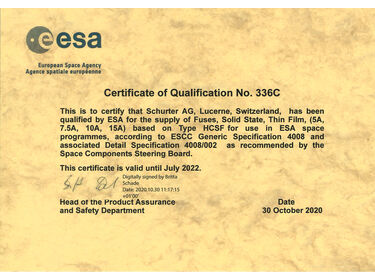 esa
European Space Agency
Agence spatiale européenne
Certificate of Qualification No. 336C
This is to certify that Schurter AG, Lucerne, Switzerland, has been
qualified by ESA for the supply of Fuses, Solid State, Thin Film, (5A,
7.5A, 10A, 15A) based on Type HCSF for use in ESA space
programmes, according to ESCC Generic Specification 4008 and
associated Detail Specification 4008/002 as recommended by the
Space Components Steering Board.
This certificate is valid until July 2022.
Digitally signed by Britta
Schade
Date: 2020.10.30 11:17:15
+01'00'
Head of the Product Assurance
and Safety Department
Date
30 October 2020